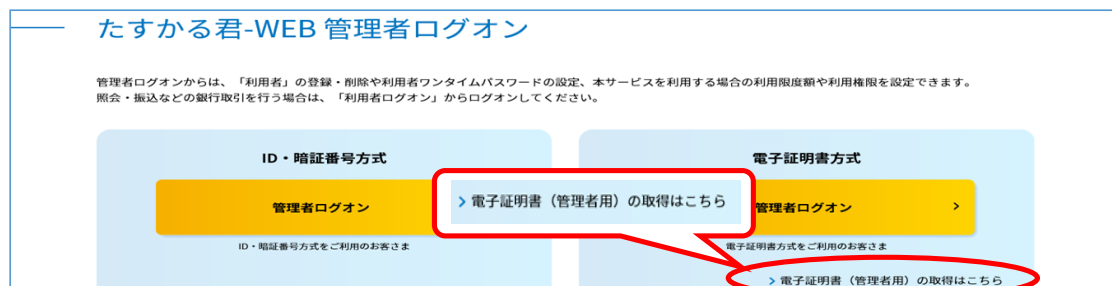 たすかる君-WEB 管理者ログオン
管理者ログオンからは、「利用者」の登録・削除や利用者ワンタイムパスワードの設定、本サービスを利用する場合の利用限度額や利用権限を設定できます。
照会・振込などの銀行取引を行う場合は、「利用者ログオン」からログオンしてください。
ID・暗証番号方式
管理者ログオン
ID・暗証番号方式をご利用のお客さま
> 電子証明書（管理者用）の取得はこちら
電子証明書方式
管理者ログオン >
電子証明書方式をご利用のお客さま
> 電子証明書（管理者用）の取得はこちら